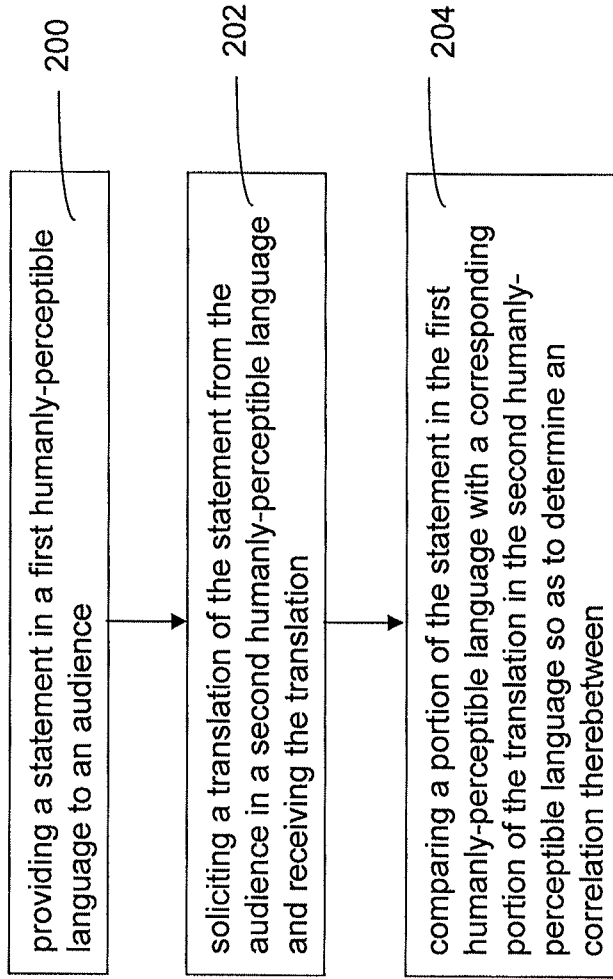 providing a statement in a first humanly-perceptible
language to an audience
200
soliciting a translation of the statement from the
audience in a second humanly-perceptible language
and receiving the translation
202
comparing a portion of the statement in the first
humanly-perceptible language with a corresponding
portion of the translation in the second humanly-
perceptible language so as to determine an
correlation therebetween
204